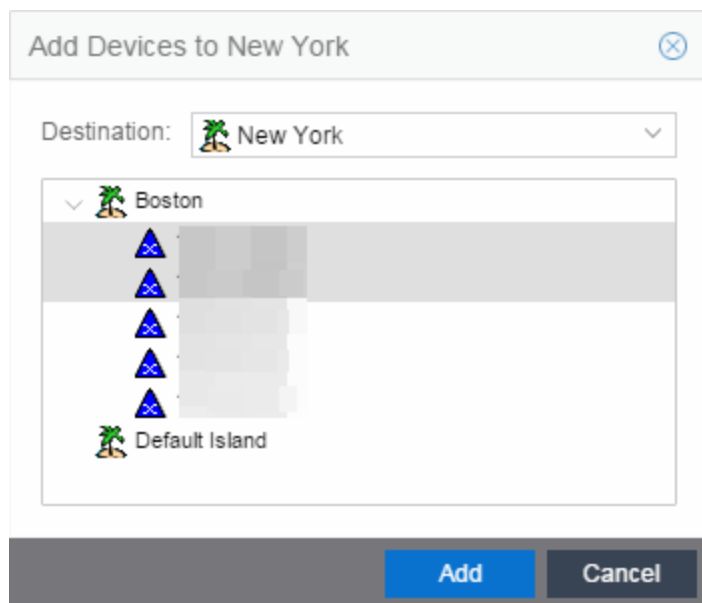 Add Devices to New York
Destination: New York
Boston
Default Island
Add Cancel